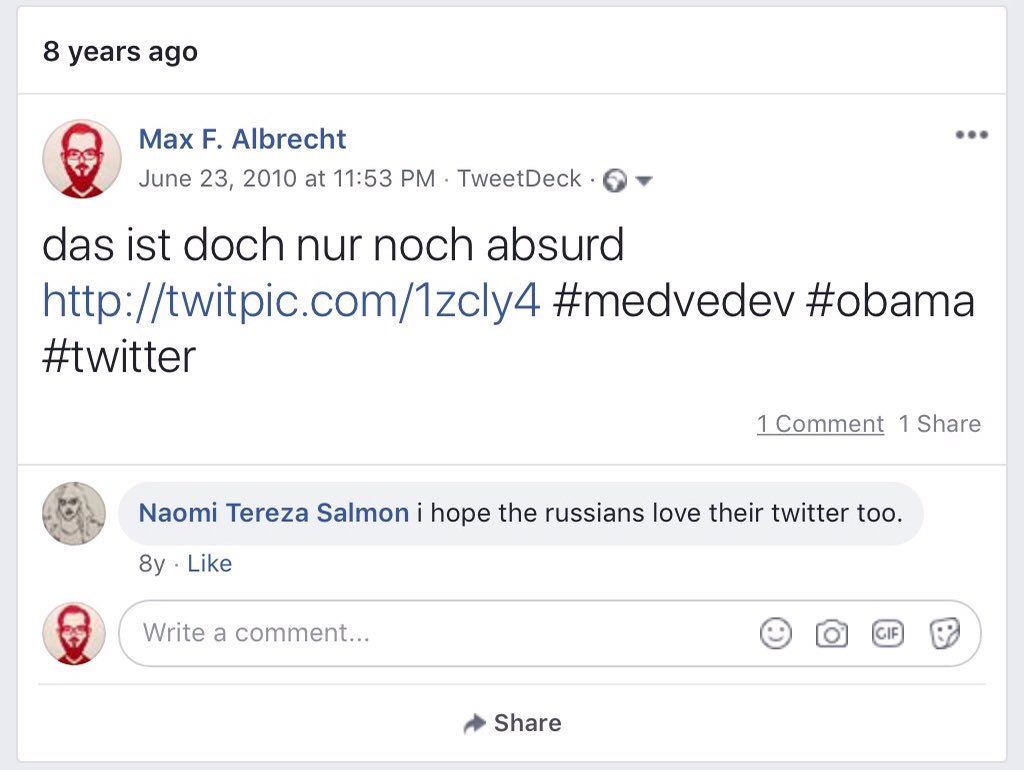 8 years ago
Max F. Albrecht
June 23, 2010 at 11:53 PM · TweetDeck ·
das ist doch nur noch absurd
http://twitpic.com/1zcly4 #medvedev #obama
#twitter
1 Comment 1 Share
Naomi Tereza Salmon i hope the russians love their twitter too.
8y · Like
Write a comment...
GIF
Share